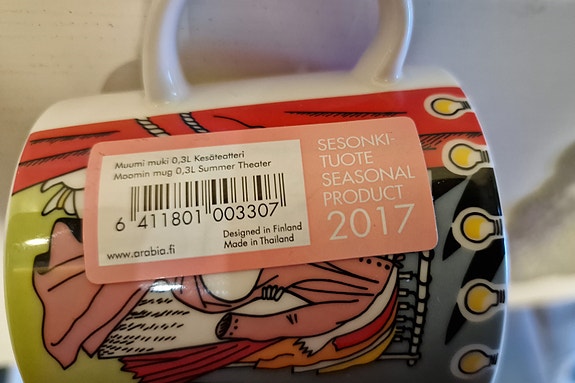 Muumi muki 0,3L Kesäteatteri
Moomin mug 0,3L Summer Theater
6 411801 003307
Designed in Finland
www.arabia.fi
Made in Thailand
SESONKI-
TUOTE
SEASONAL
PRODUCT
2017